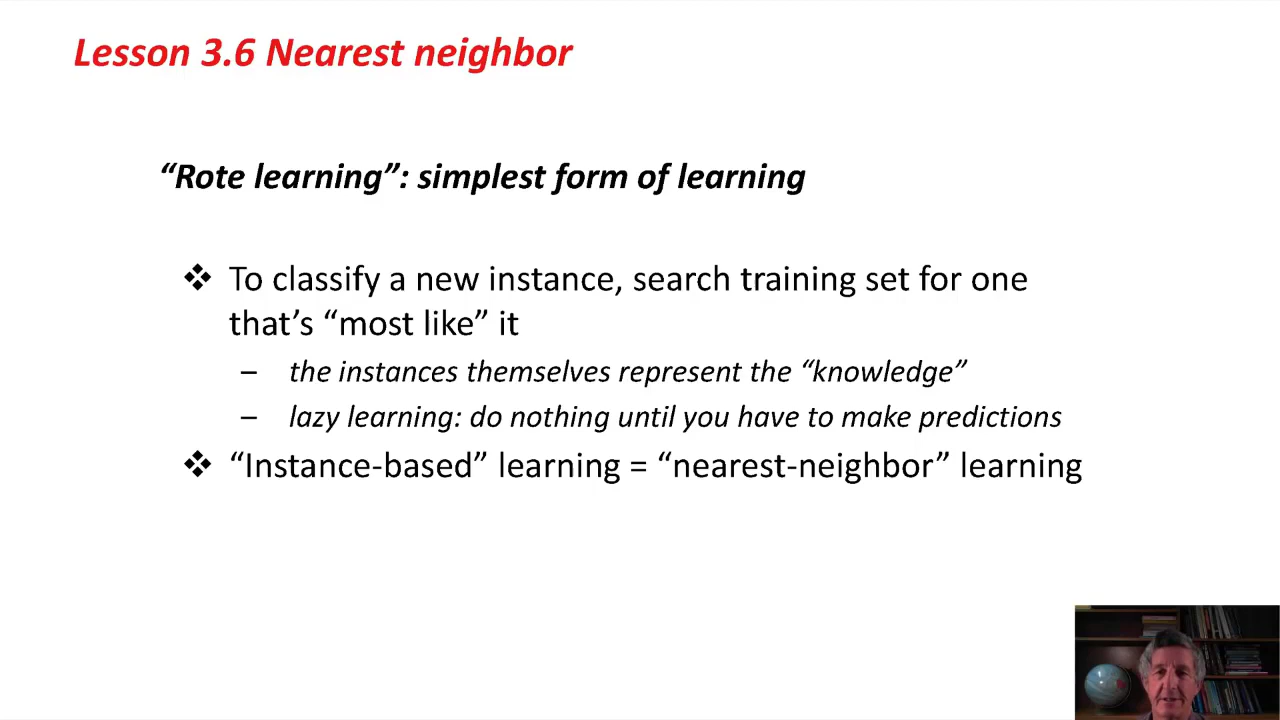 Lesson 3.6 Nearest neighbor
“Rote learning”: simplest form of learning
❖ To classify a new instance, search training set for one
that’s “most like” it
– the instances themselves represent the “knowledge”
– lazy learning: do nothing until you have to make predictions
❖ “Instance-based” learning = “nearest-neighbor” learning